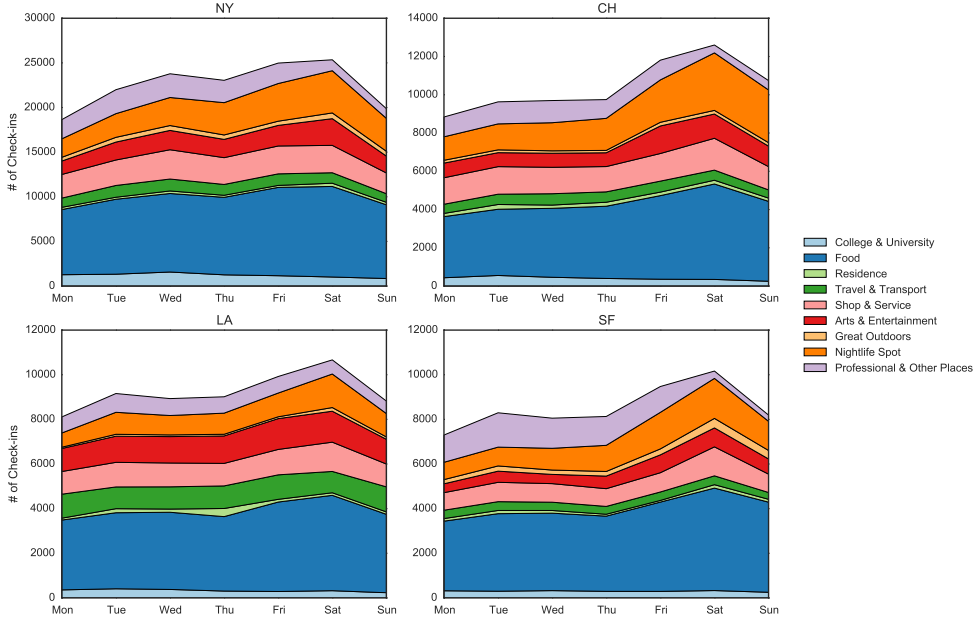 NY
30000
25000
20000
15000
10000
5000
0
# of Check-ins
Mon Tue Wed Thu Fri Sat Sun
CH
14000
12000
10000
8000
6000
4000
2000
0
Mon Tue Wed Thu Fri Sat Sun
LA
12000
10000
8000
6000
4000
2000
0
# of Check-ins
Mon Tue Wed Thu Fri Sat Sun
SF
12000
10000
8000
6000
4000
2000
0
Mon Tue Wed Thu Fri Sat Sun
College & University
Food
Residence
Travel & Transport
Shop & Service
Arts & Entertainment
Great Outdoors
Nightlife Spot
Professional & Other Places